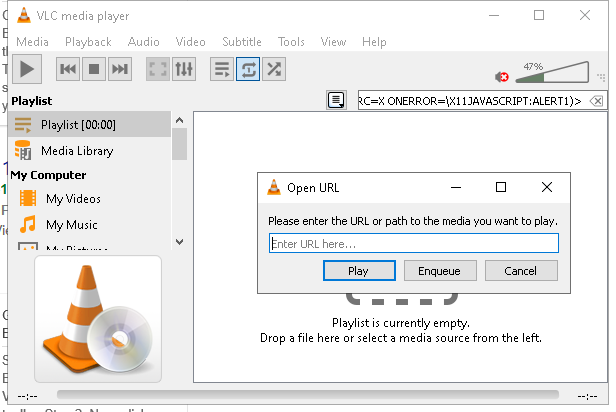 VLC media player
Media Playback Audio Video Subtitle Tools View Help
47%
Playlist
RC=X ONERROR=\X11JAVASCRIPT:ALERT1)>
Playlist [00:00]
Media Library
My Computer
My Videos
My Music
My Pictures
Open URL
Please enter the URL or path to the media you want to play.
Enter URL here...
Play Enqueue Cancel
Playlist is currently empty.
Drop a file here or select a media source from the left.
--:-- --:--